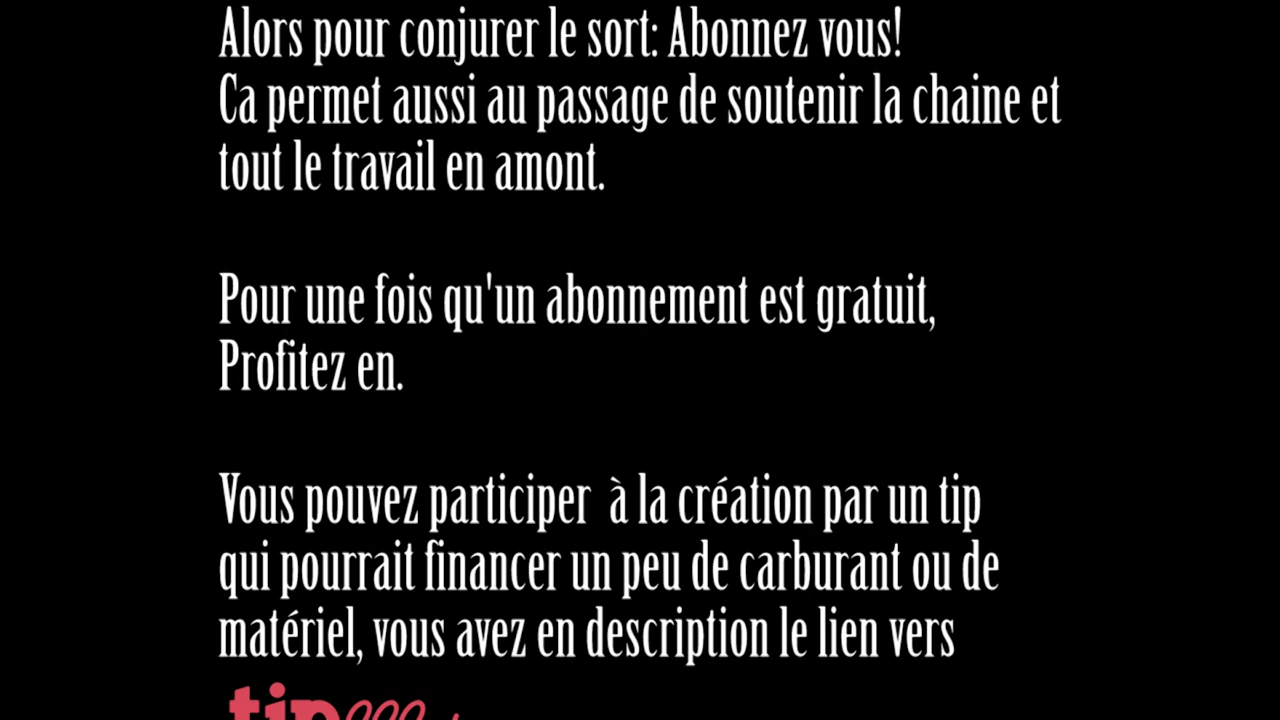 Alors pour conjurer le sort: Abonnez vous!
Ca permet aussi au passage de soutenir la chaine et
tout le travail en amont.
Pour une fois qu'un abonnement est gratuit,
Profitez en.
Vous pouvez participer  à la création par un tip
qui pourrait financer un peu de carburant ou de
matériel, vous avez en description le lien vers
tip